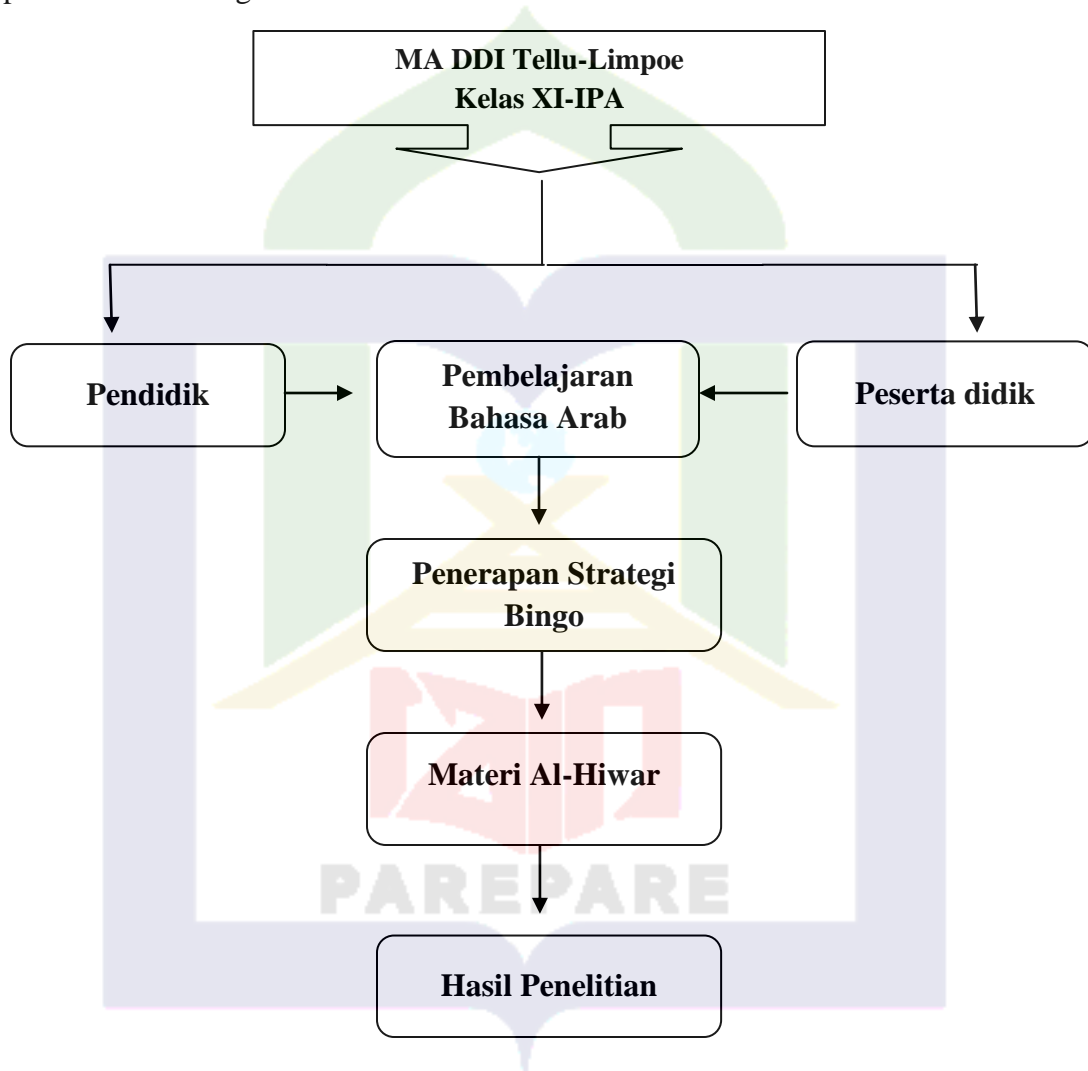 MA DDI Tellu-Limpoe
Kelas XI-IPA
Pendidik
Pembelajaran
Bahasa Arab
Peserta didik
Penerapan Strategi
Bingo
Materi Al-Hiwar
PAREPARE
Hasil Penelitian